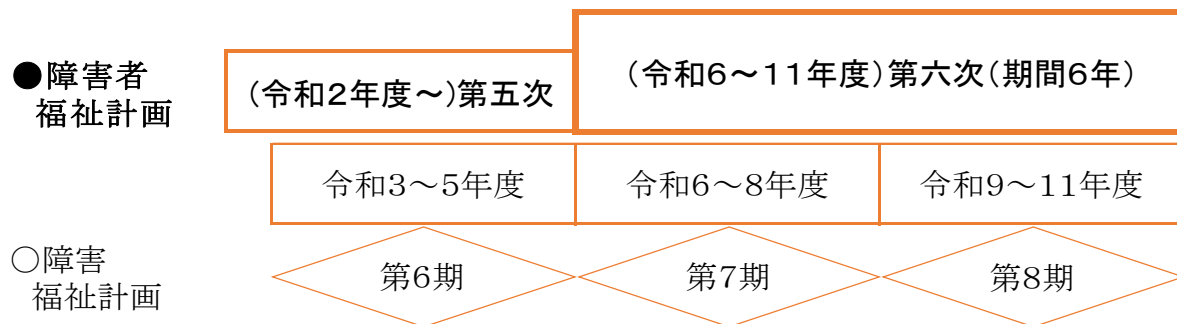 ●障害者
福祉計画
(令和2年度～)第五次
(令和6～11年度)第六次(期間6年)
令和3～5年度
令和6～8年度
令和9～11年度
○障害
福祉計画
第6期
第7期
第8期